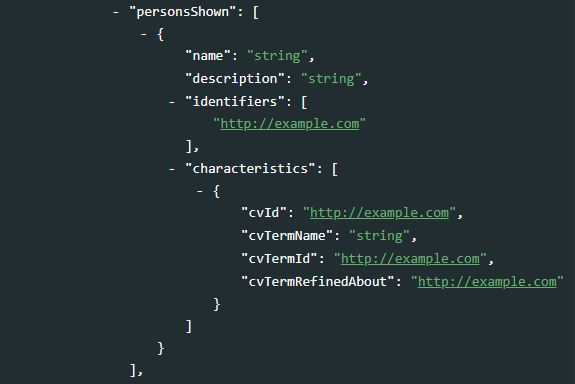 - "personsShown": [
- {
"name": "string",
"description": "string",
- "identifiers": [
"http://example.com"
],
- "characteristics": [
- {
"cvId": "http://example.com",
"cvTermName": "string",
"cvTermId": "http://example.com",
"cvTermRefinedAbout": "http://example.com"
}
]
}
],